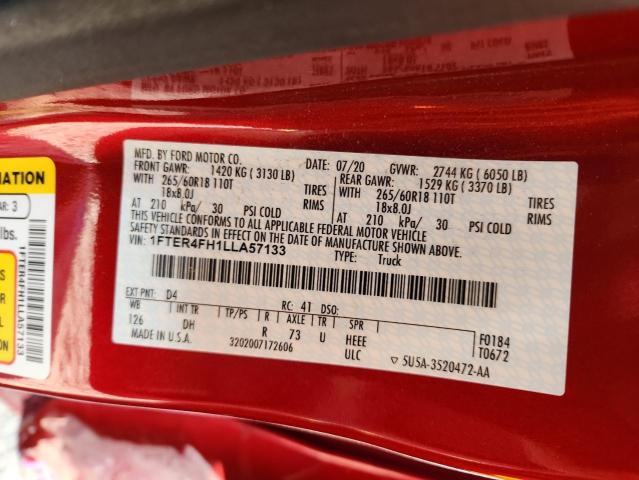 MFD. BY FORD MOTOR CO.
DATE: 07/20 GVWR: 2744 KG ( 6050 LB)
FRONT GAWR: 1420 KG ( 3130 LB) REAR GAWR: 1529 KG ( 3370 LB)
WITH 265/60R18 110T TIRES WITH 265/60R18 110T TIRES
18x8.0J RIMS 18x8.0J RIMS
AT 210 kPa/ 30 PSI COLD AT 210 kPa/ 30 PSI COLD
THIS VEHICLE CONFORMS TO ALL APPLICABLE FEDERAL MOTOR VEHICLE
SAFETY STANDARDS IN EFFECT ON THE DATE OF MANUFACTURE SHOWN ABOVE.
VIN: 1FTER4FH1LLA57133
TYPE: Truck
EXT PNT: D4 RC: 41 DSO:
WB INT TR TP/PS R AXLE TR SPR
126 DH R 73 U HEEE
MADE IN U.S.A. 3202007172606 ULC
F0184
T0672
▽ 5USA-3520472-AA
MATION
AR: 3
lbs.
1FTER4FH1LLA57133